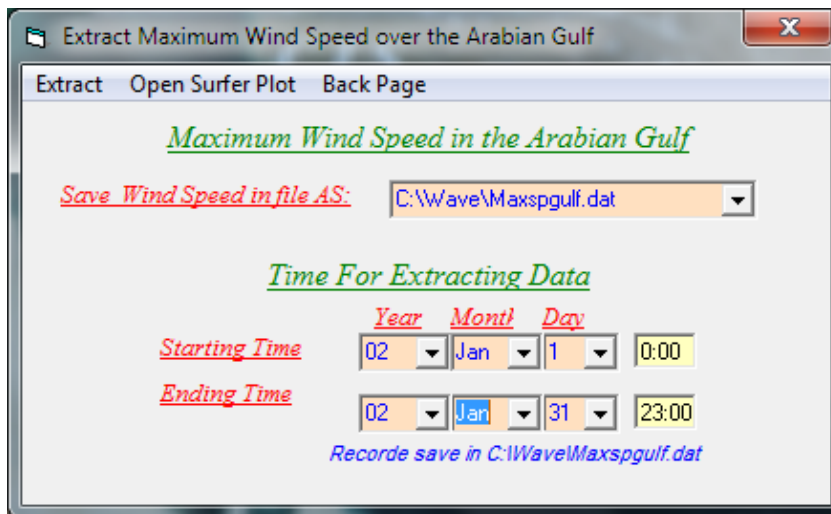 Extract Maximum Wind Speed over the Arabian Gulf
Extract Open Surfer Plot Back Page
Maximum Wind Speed in the Arabian Gulf
Save Wind Speed in file AS: C:\Wave\Maxspgulf.dat
Time For Extracting Data
Year Month Day
Starting Time 02 Jan 1 0:00
Ending Time 02 Jan 31 23:00
Recorde save in C:\Wave\Maxspgulf.dat